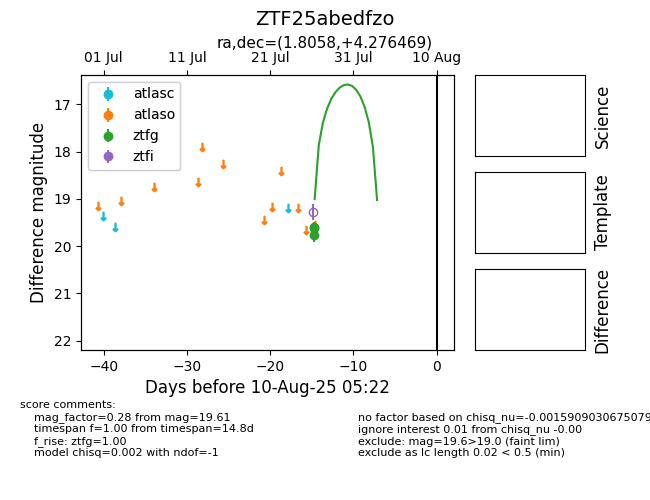 ZTF25abedfzo
ra,dec=(1.8058,+4.276469)
01 Jul
11 Jul
21 Jul
31 Jul
10 Aug
atlasc
atlaso
ztfg
ztfi
17
18
19
20
21
22
Difference magnitude
−40
−30
−20
−10
0
Days before 10-Aug-25 05:22
Science
Template
Difference
score comments:
mag_factor=0.28 from mag=19.61
timespan f=1.00 from timespan=14.8d
f_rise: ztfg=1.00
model chisq=0.002 with ndof=-1
no factor based on chisq_nu=-0.0015909030675079
ignore interest 0.01 from chisq_nu -0.00
exclude: mag=19.6>19.0 (faint lim)
exclude as lc length 0.02 < 0.5 (min)